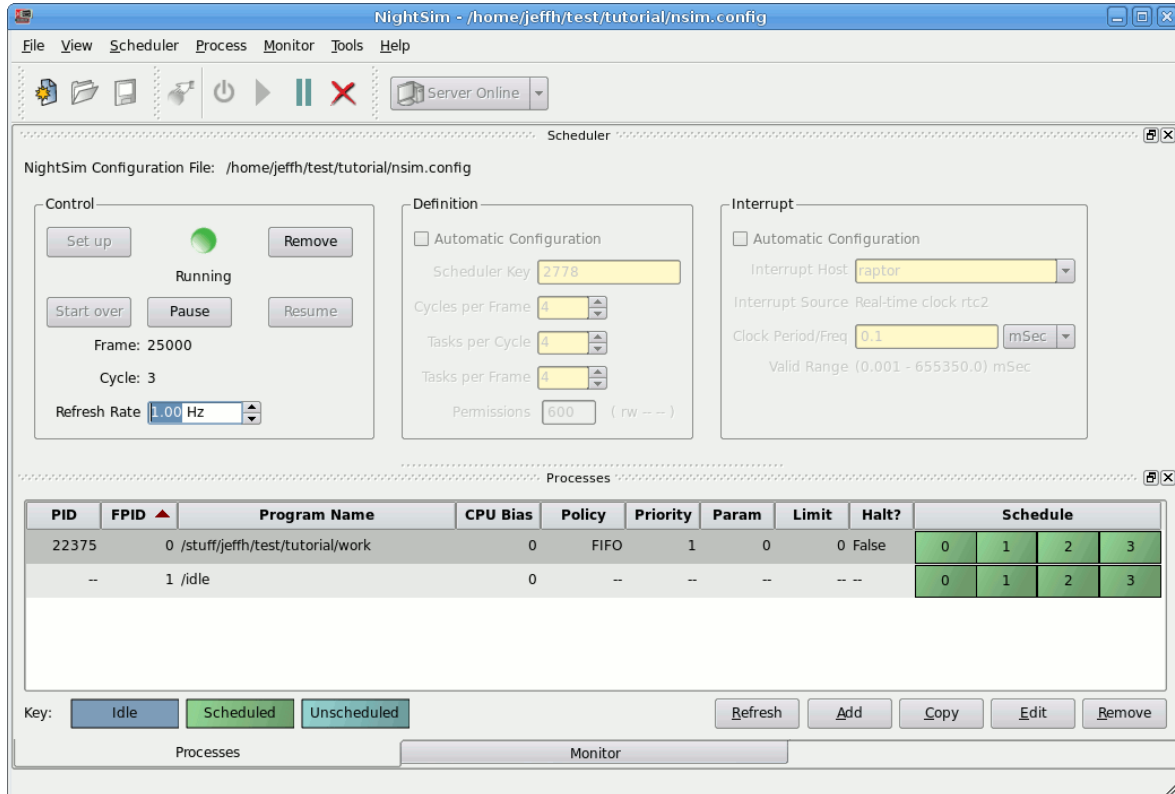 NightSim - /home/jeffh/test/tutorial/nsim.config
File View Scheduler Process Monitor Tools Help
Server Online
Scheduler
NightSim Configuration File: /home/jeffh/test/tutorial/nsim.config
Control
Set up
Remove
Running
Start over Pause Resume
Frame: 25000
Cycle: 3
Refresh Rate 1.00 Hz
Definition
Automatic Configuration
Scheduler Key 2778
Cycles per Frame 4
Tasks per Cycle 4
Tasks per Frame 4
Permissions 600 ( rw -- -- )
Interrupt
Automatic Configuration
Interrupt Host raptor
Interrupt Source Real-time clock rtc2
Clock Period/Freq 0.1 mSec
Valid Range (0.001 - 655350.0) mSec
Processes
PID FPID Program Name CPU Bias Policy Priority Param Limit Halt? Schedule
22375 0 /stuff/jeffh/test/tutorial/work 0 FIFO 1 0 0 False 0 1 2 3
-- 1 /idle 0 -- -- -- -- -- 0 1 2 3
Key: Idle Scheduled Unscheduled Refresh Add Copy Edit Remove
Processes Monitor